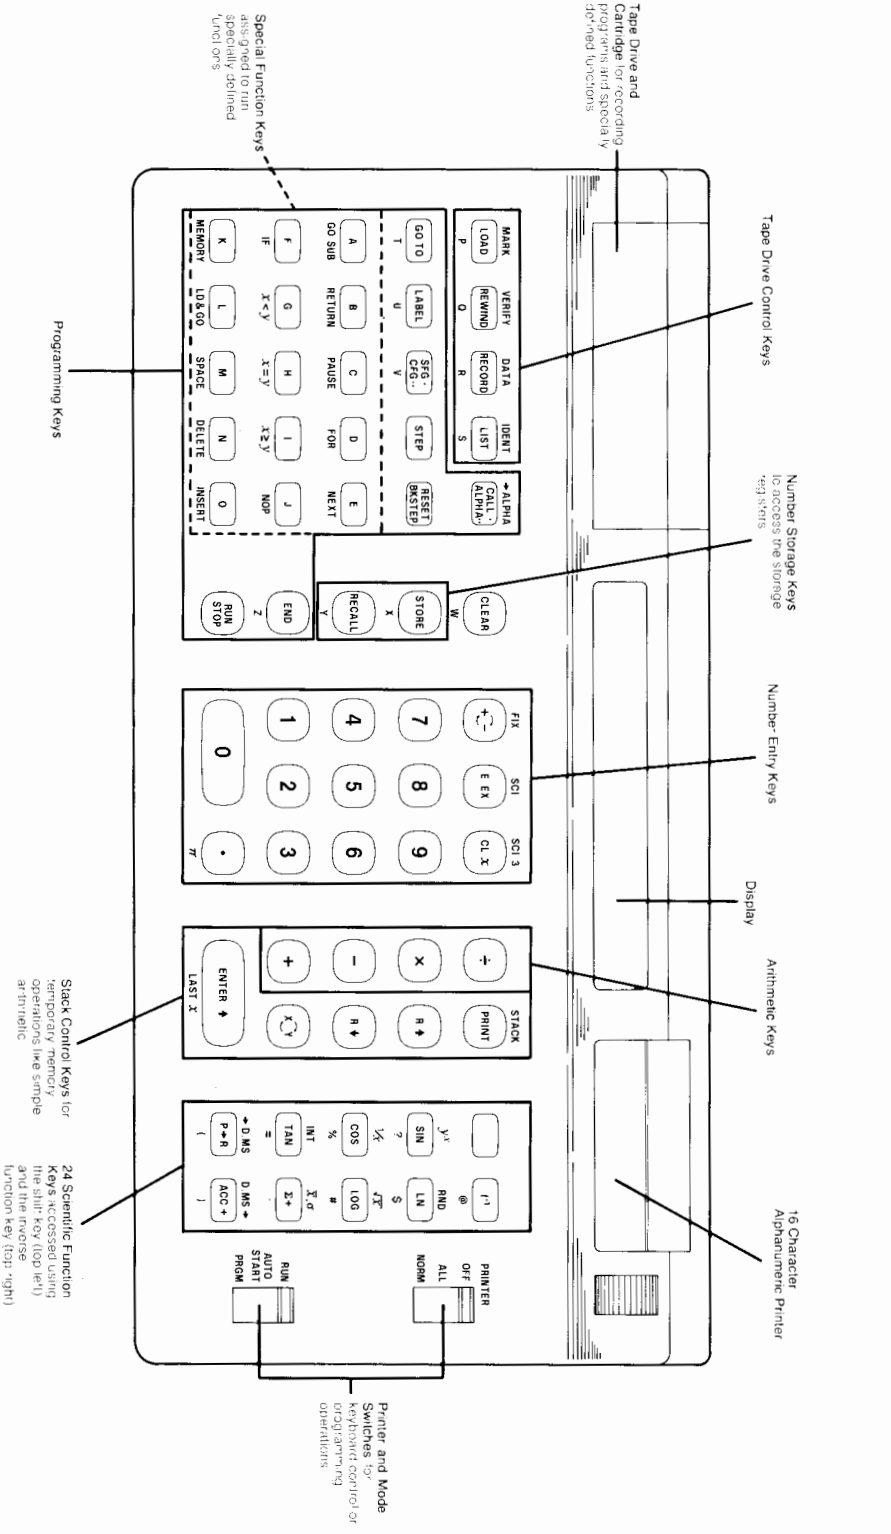 Tape Drive and
Cartridge for recording
programs and specially
defined functions
Tape Drive Control Keys
Number Storage Keys
to access the storage
registers
Number Entry Keys
Display
Arithmetic Keys
16 Character
Alphanumeric Printer
Special Function Keys
assigned to run
specially defined
functions
MARK VERIFY DATA IDENT → ALPHA
LOAD REWIND RECORD LIST CALL · ALPHA··
P Q R S
GO TO LABEL SFG · CFG ·· STEP RESET BKSTEP
T U V
A B C D E
GO SUB RETURN PAUSE FOR NEXT
F G H I J
IF x<y x=y x≥y NOP
K L M N O
MEMORY LD&GO SPACE DELETE INSERT
CLEAR
W
STORE
X
RECALL
Y
END
Z
RUN
STOP
FIX SCI SCI 3
+ - E EX CL X
7 8 9
4 5 6
1 2 3
0 .
π
STACK
÷ PRINT
× R↑
− R↓
+ X Y
ENTER ↑
LAST X
f⁻¹
yˣ RND @
SIN LN
? $
⅟x √x
COS LOG
% #
INT x̄,σ
TAN Σ+
=
→D.MS D.MS→
P→R ACC +
( )
PRINTER
OFF
ALL
NORM
RUN
AUTO
START
PRGM
Programming Keys
Stack Control Keys for
temporary memory
operations like simple
arithmetic
24 Scientific Function
Keys accessed using
the shift key (top left)
and the inverse
function key (top right)
Printer and Mode
Switches for
keyboard control or
programming
operations